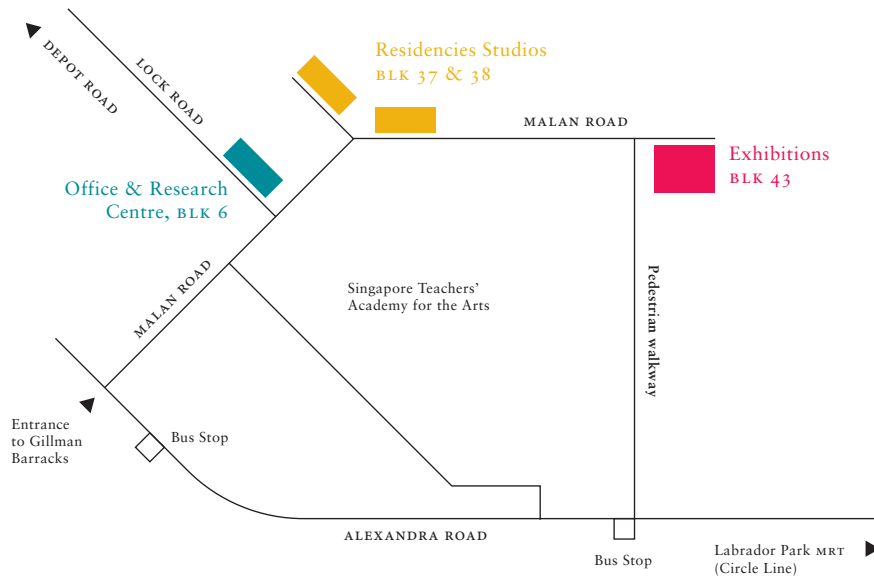 DEPOT ROAD
LOCK ROAD
Residencies Studios
BLK 37 & 38
MALAN ROAD
Exhibitions
BLK 43
Office & Research
Centre, BLK 6
MALAN ROAD
Singapore Teachers'
Academy for the Arts
Pedestrian walkway
Entrance
to Gillman
Barracks
Bus Stop
ALEXANDRA ROAD
Bus Stop
Labrador Park MRT
(Circle Line)